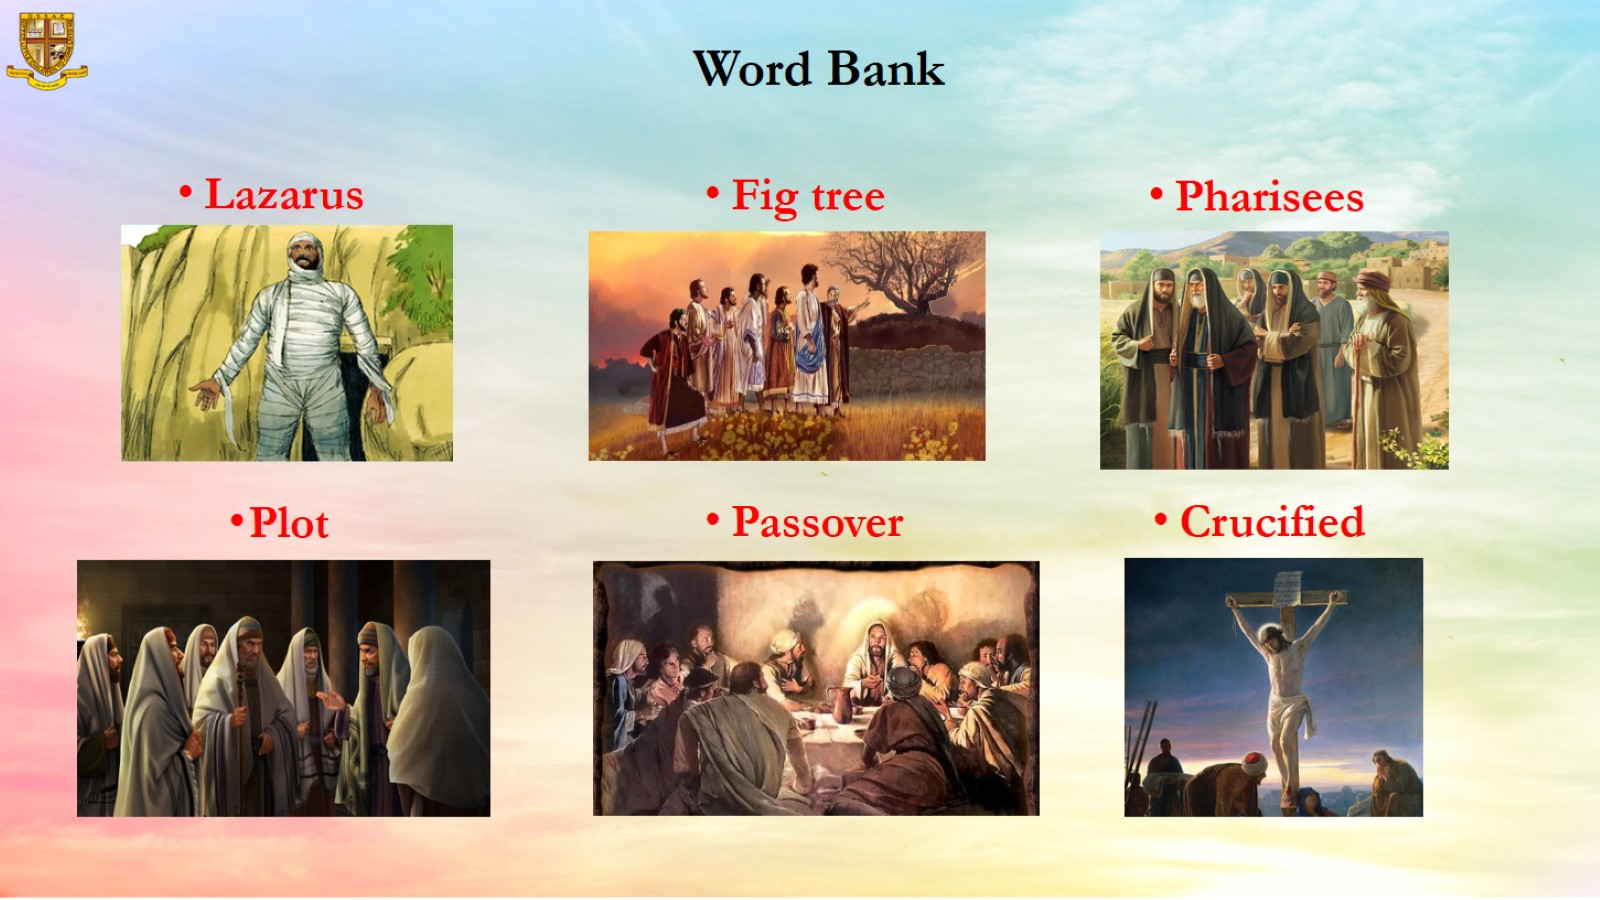 Word Bank
• Lazarus
• Fig tree
• Pharisees
• Plot
• Passover
• Crucified